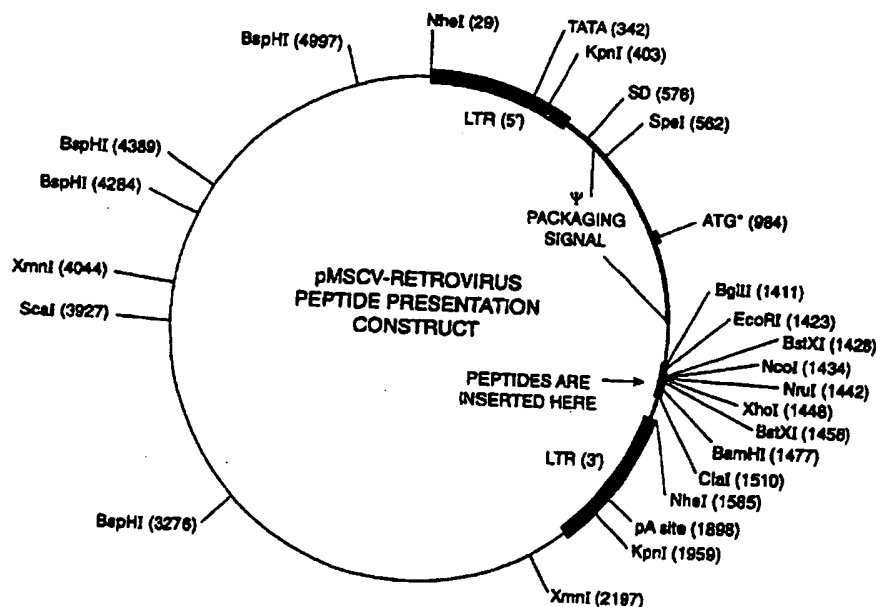 NheI (29)
TATA (342)
KpnI (403)
BspHI (4997)
SD (576)
LTR (5')
SpeI (562)
BspHI (4389)
BspHI (4284)
Ψ
PACKAGING
SIGNAL
ATG* (984)
XmnI (4044)
pMSCV-RETROVIRUS
PEPTIDE PRESENTATION
CONSTRUCT
ScaI (3927)
BglII (1411)
EcoRI (1423)
BstXI (1428)
NcoI (1434)
PEPTIDES ARE
INSERTED HERE
NruI (1442)
XhoI (1448)
BstXI (1458)
BamHI (1477)
LTR (3')
ClaI (1510)
NheI (1585)
BspHI (3276)
pA site (1898)
KpnI (1959)
XmnI (2197)